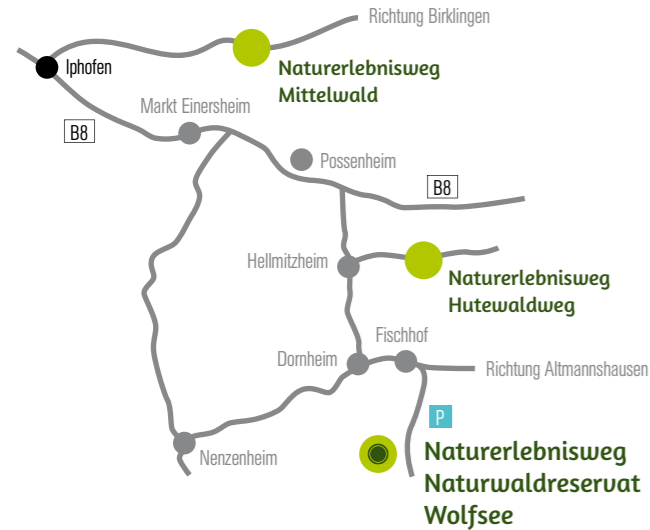 Richtung Birklingen
Iphofen
Naturerlebnisweg
Mittelwald
Markt Einersheim
B8
Possenheim
B8
Hellmitzheim
Naturerlebnisweg
Hutewaldweg
Fischhof
Dornheim
Richtung Altmannshausen
P
Naturerlebnisweg
Naturwaldreservat
Wolfsee
Nenzenheim